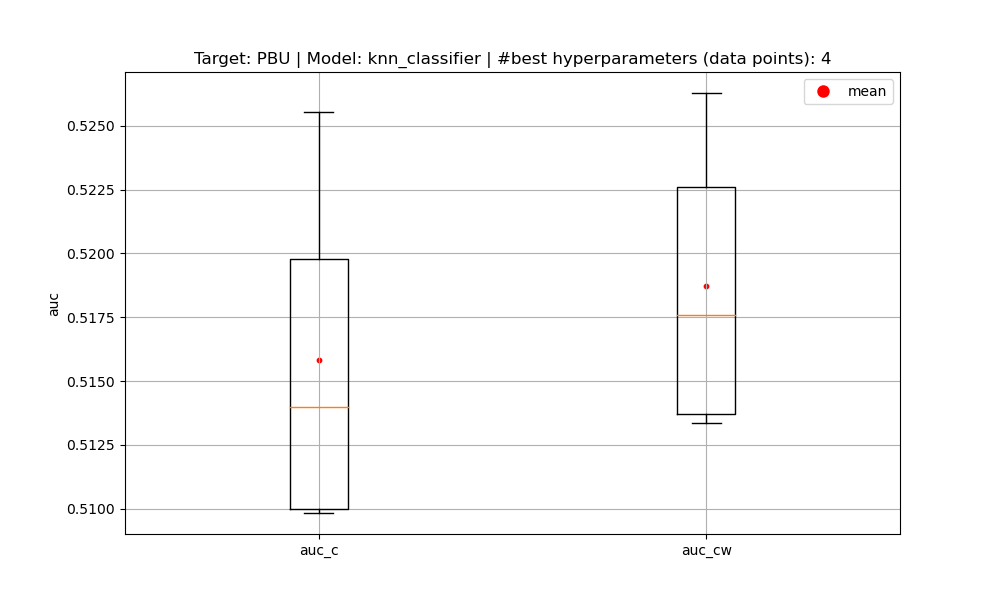 Target: PBU | Model: knn_classifier | #best hyperparameters (data points): 4
mean
0.5250
0.5225
0.5200
0.5175
0.5150
0.5125
0.5100
auc
auc_c
auc_cw